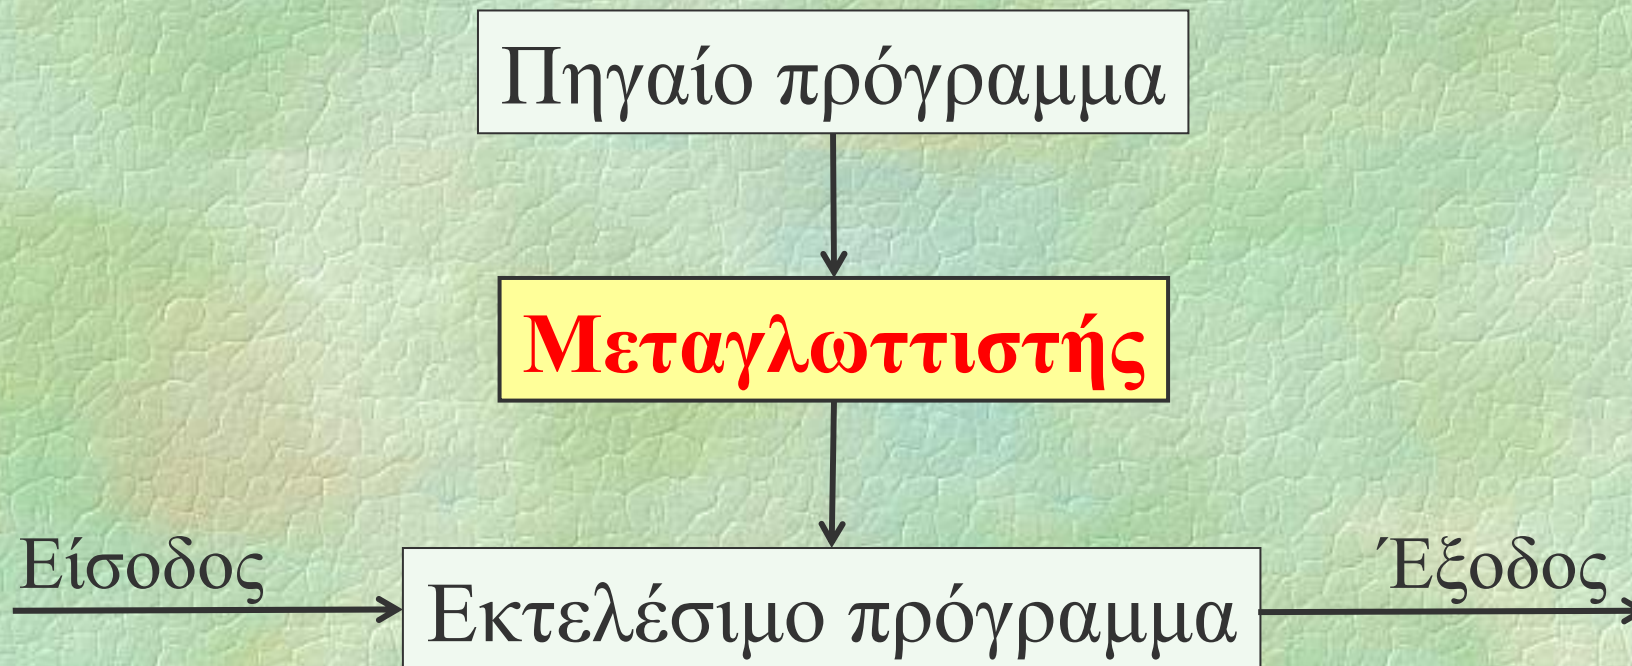 Πηγαίο πρόγραμμα
Μεταγλωττιστής
Είσοδος
Έξοδος
Εκτελέσιμο πρόγραμμα